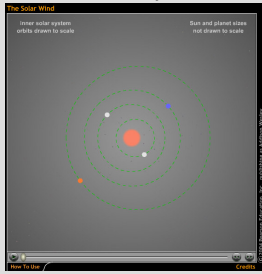 The Solar Wind
inner solar system
orbits drawn to scale
Sun and planet sizes
not drawn to scale
How To Use
Credits